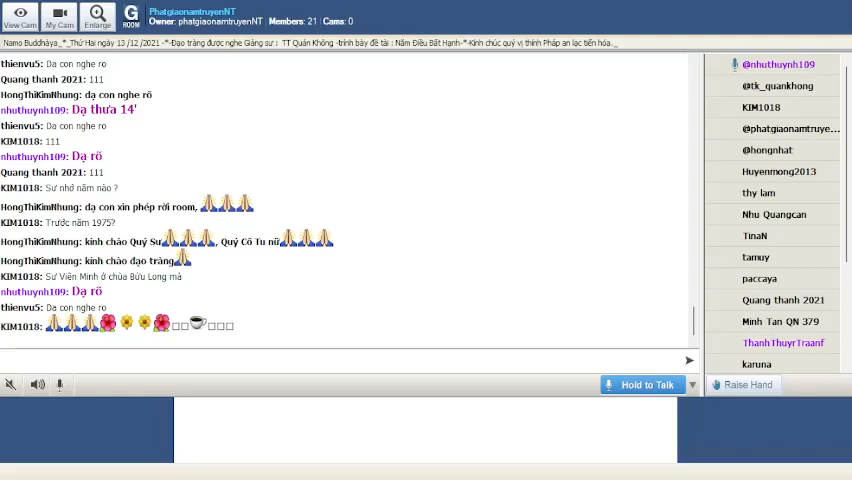 View Cam
My Cam
Enlarge
G
ROOM
PhatgiaonamtruyenNT
Owner: phatgiaonamtruyenNT | Members: 21 | Cams: 0
Namo Buddhàya_*_Thứ Hai ngày 13 /12 /2021 -*-Đạo tràng được nghe Giảng sư : TT Quán Không -trình bày đề tài : Năm Điều Bất Hạnh-*-Kính chúc quý vị thính Pháp an lạc tiến hóa._
thienvu5: Da con nghe ro
Quang thanh 2021: 111
HongThiKimNhung: dạ con nghe rõ
nhuthuynh109: Dạ thưa 14'
thienvu5: Da con nghe ro
KIM1018: 111
nhuthuynh109: Dạ rõ
Quang thanh 2021: 111
KIM1018: Sư nhớ năm nào ?
HongThiKimNhung: dạ con xin phép rời room,
KIM1018: Trước năm 1975?
HongThiKimNhung: kính chào Quý Sư , Quý Cô Tu nữ
HongThiKimNhung: kính chào đạo tràng
KIM1018: Sư Viên Minh ở chùa Bửu Long mà
nhuthuynh109: Dạ rõ
thienvu5: Da con nghe ro
KIM1018:
Hold to Talk
@nhuthuynh109
@tk_quankhong
KIM1018
@phatgiaonamtruye...
@hongnhat
Huyenmong2013
thy lam
Nhu Quangcan
TinaN
tamuy
paccaya
Quang thanh 2021
Minh Tan QN 379
ThanhThuyrTraanf
karuna
Raise Hand